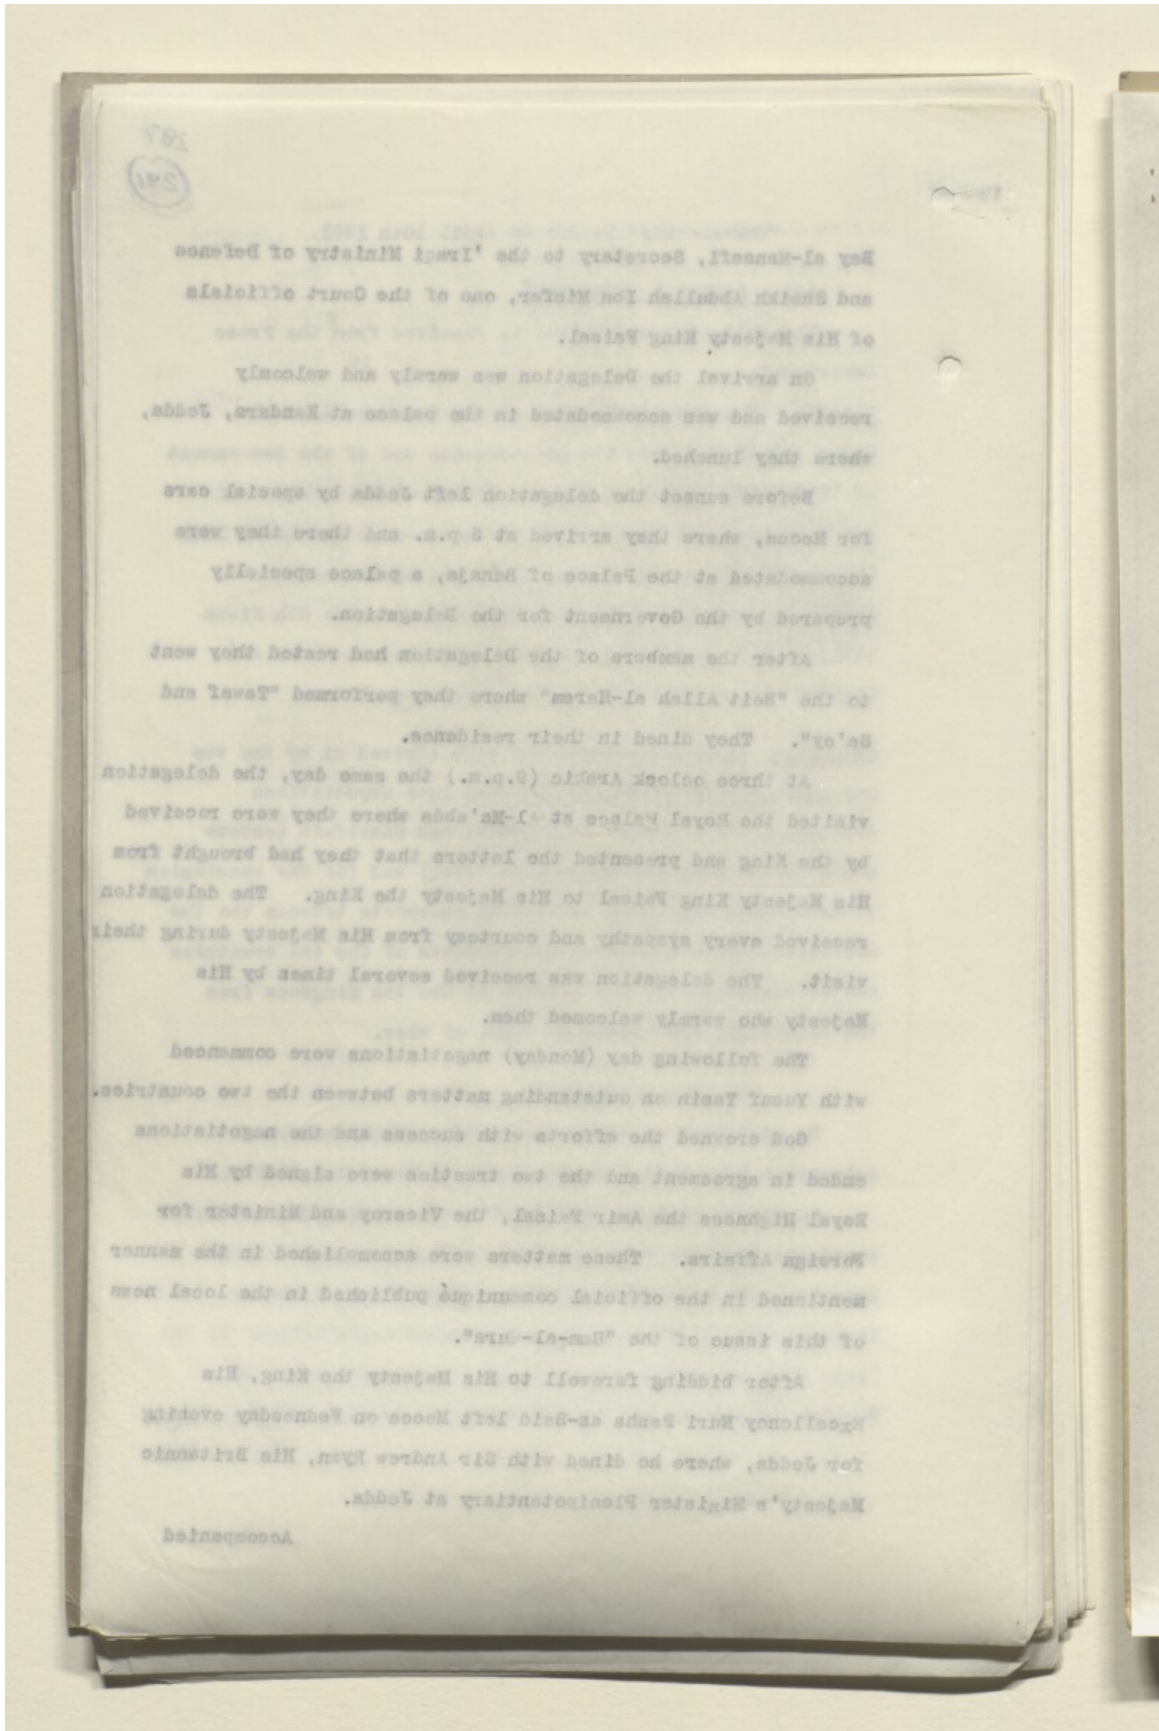 287
291
Bey al-Mansefi, Secretary to the 'Iraqi Ministry of Defence
and Sheikh Abdullah Ibn Misfer, one of the Court officials
of His Majesty King Faisel.
On arrival the Delegation was warmly and welcomly
received and was accomodated in the palace at Kandara, Jedda,
where they lunched.
Before sunset the delegation left Jedda by special cars
for Mecca, where they arrived at 8 p.m. and there they were
accommodated at the Palace of Banaja, a palace specielly
prepared by the Government for the Delegation.
After the members of the Delegation had rested they went
to the "Beit Allah el-Harem" where they performed "Tawaf and
Sa'ey". They dined in their residence.
At three oclock Arabic (9.p.m.) the same day, the delegation
visited the Royal Palace at Al-Ma'abda where they were received
by the King and presented the letters that they had brought from
His Majesty King Faisel to His Majesty the King. The delegation
received every sympathy and courtesy from His Majesty during their
visit. The delegation was received several times by His
Majesty who warmly welcomed them.
The following day (Monday) negotiations were commenced
with Yusuf Yasin on outstanding matters between the two countries.
God crowned the efforts with success and the negotiations
ended in agreement and the two treaties were signed by His
Royal Highness the Amir Faisal, the Viceroy and Minister for
Foreign Affairs. These matters were accomplished in the manner
mentioned in the official communiqué published in the local news
of this issue of the
After bidding farewell to His Majesty the King, His
Excellency Nuri Pasha as-Said left Mecca on Wednesday evening
for Jedda, where he dined with Sir Andrew Ryan, His Britannic
Majesty's Minister Plenipotentiary at Jedda.
Accompanied